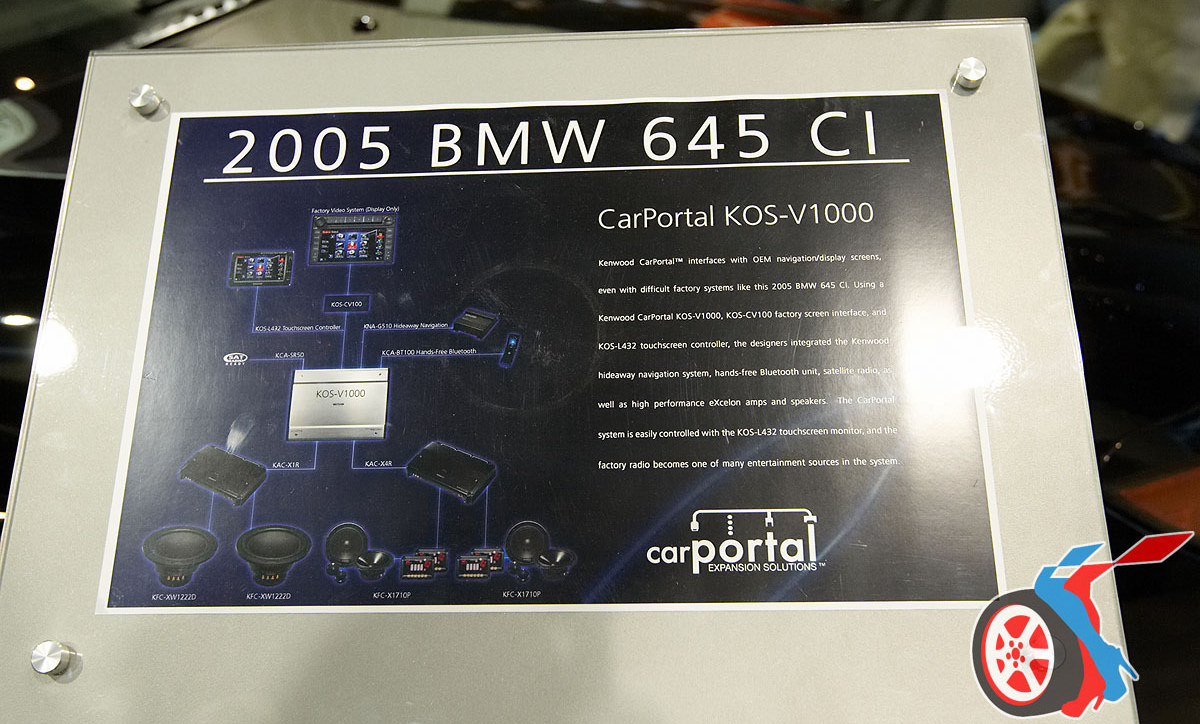 2005 BMW 645 CI
Factory Video System (Display Only)
KOS-CV100
KOS-L432 Touchscreen Controller
KNA-G510 Hideaway Navigation
KCA-SR50
SAT
READY
KCA-BT100 Hands-Free Bluetooth
KOS-V1000
KAC-X1R
KAC-X4R
KFC-XW1222D
KFC-XW1222D
KFC-X1710P
KFC-X1710P
CarPortal KOS-V1000
Kenwood CarPortal™ interfaces with OEM navigation/display screens,
even with difficult factory systems like this 2005 BMW 645 CI. Using a
Kenwood CarPortal KOS-V1000, KOS-CV100 factory screen interface, and
KOS-L432 touchscreen controller, the designers integrated the Kenwood
hideaway navigation system, hands-free Bluetooth unit, satellite radio, as
well as high performance eXcelon amps and speakers. The CarPortal
system is easily controlled with the KOS-L432 touchscreen monitor, and the
factory radio becomes one of many entertainment sources in the system.
carportal
EXPANSION SOLUTIONS™